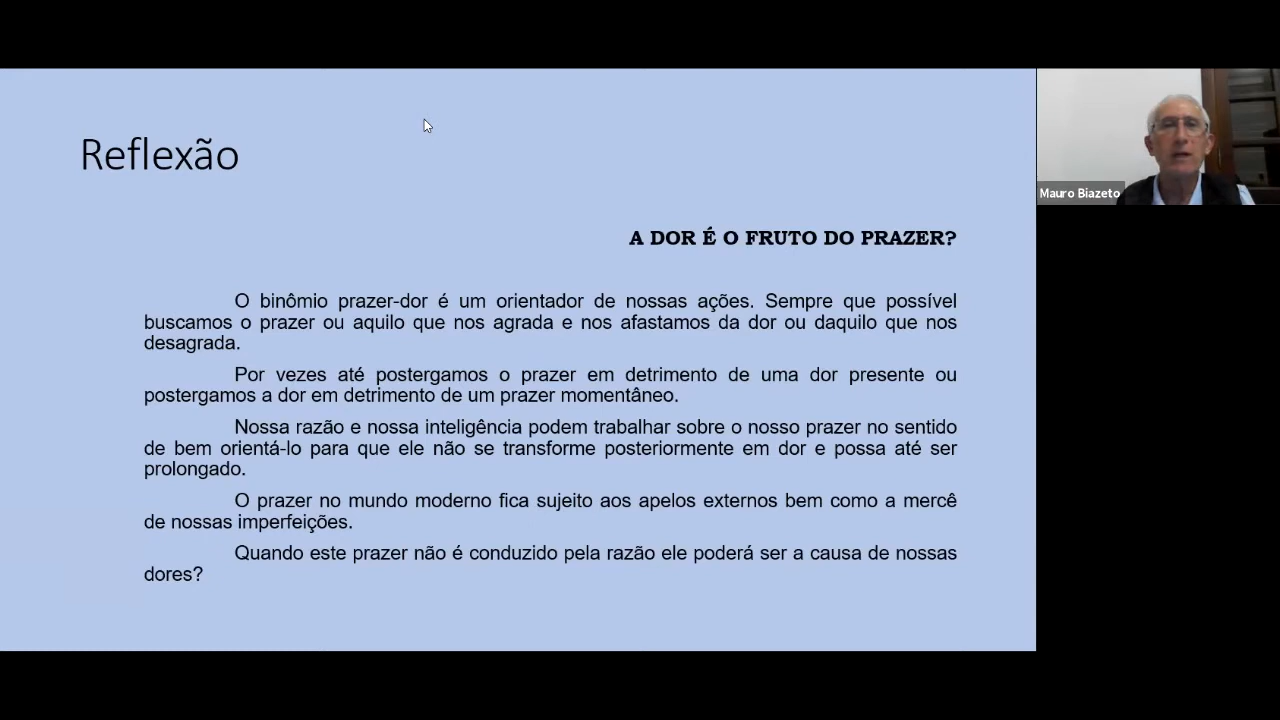 Reflexão
Mauro Biazeto
A DOR É O FRUTO DO PRAZER?
O binômio prazer-dor é um orientador de nossas ações. Sempre que possível
buscamos o prazer ou aquilo que nos agrada e nos afastamos da dor ou daquilo que nos
desagrada.
Por vezes até postergamos o prazer em detrimento de uma dor presente ou
postergamos a dor em detrimento de um prazer momentâneo.
Nossa razão e nossa inteligência podem trabalhar sobre o nosso prazer no sentido
de bem orientá-lo para que ele não se transforme posteriormente em dor e possa até ser
prolongado.
O prazer no mundo moderno fica sujeito aos apelos externos bem como a mercê
de nossas imperfeições.
Quando este prazer não é conduzido pela razão ele poderá ser a causa de nossas
dores?